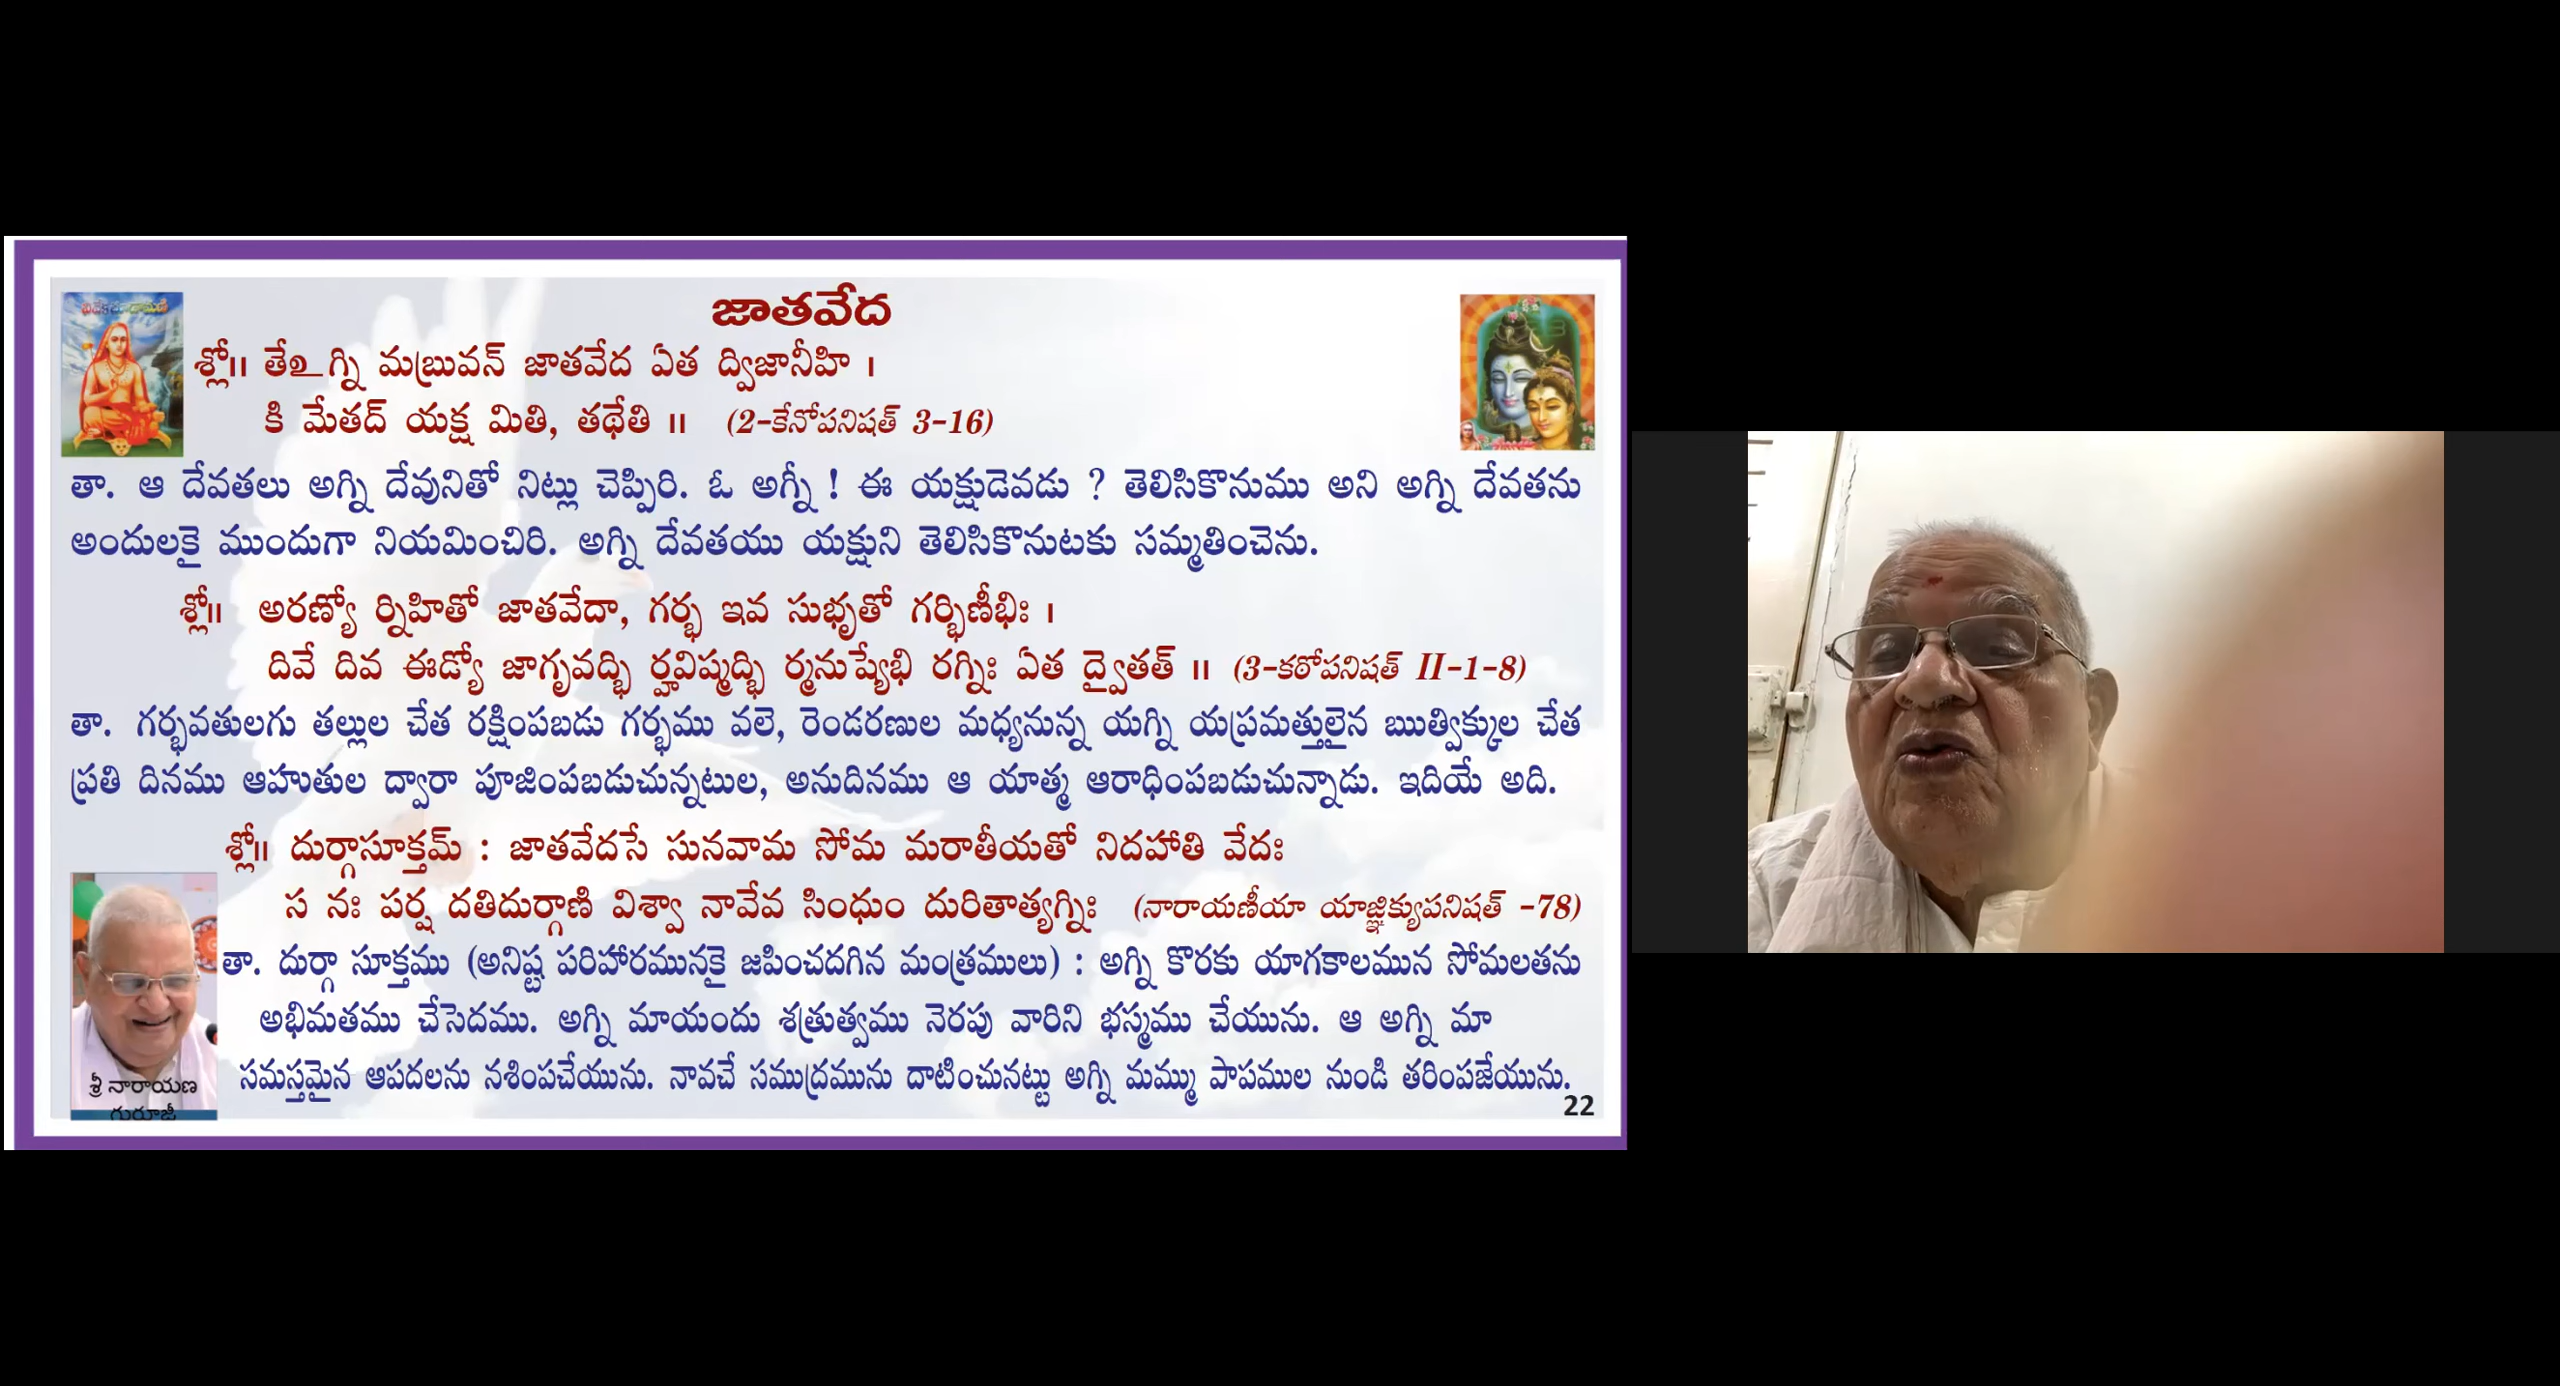 జాతవేద
శ్లో॥ తేఽగ్ని మబ్రువన్ జాతవేద ఏత ద్విజానీహి ।
కి మేతద్ యక్ష మితి, తథేతి ॥ (2-కేనోపనిషత్ 3-16)
తా. ఆ దేవతలు అగ్ని దేవునితో నిట్లు చెప్పిరి. ఓ అగ్నీ ! ఈ యక్షుడెవడు ? తెలిసికొనుము అని అగ్ని దేవతను
అందులకై ముందుగా నియమించిరి. అగ్ని దేవతయు యక్షుని తెలిసికొనుటకు సమ్మతించెను.
శ్లో॥ అరణ్యో ర్నిహితో జాతవేదా, గర్భ ఇవ సుభృతో గర్భిణీభిః ।
దివే దివ ఈడ్యో జాగృవద్భి ర్హవిష్మద్భి ర్మనుష్యేభి రగ్నిః ఏత ద్వైతత్ ॥ (3-కఠోపనిషత్ II-1-8)
తా. గర్భవతులగు తల్లుల చేత రక్షింపబడు గర్భము వలె, రెండరణుల మధ్యనున్న యగ్ని యప్రమత్తులైన ఋత్విక్కుల చేత
ప్రతి దినము ఆహుతుల ద్వారా పూజింపబడుచున్నటుల, అనుదినము ఆ యాత్మ ఆరాధింపబడుచున్నాడు. ఇదియే అది.
శ్లో॥ దుర్గాసూక్తమ్ : జాతవేదసే సునవామ సోమ మరాతీయతో నిదహాతి వేదః
స నః పర్ష దతిదుర్గాణి విశ్వా నావేవ సింధుం దురితాత్యగ్నిః (నారాయణీయా యాజ్ఞిక్యుపనిషత్ -78)
తా. దుర్గా సూక్తము (అనిష్ట పరిహారమునకై జపించదగిన మంత్రములు) : అగ్ని కొరకు యాగకాలమున సోమలతను
అభిమతము చేసెదము. అగ్ని మాయందు శత్రుత్వము నెరపు వారిని భస్మము చేయును. ఆ అగ్ని మా
సమస్తమైన ఆపదలను నశింపచేయును. నావచే సముద్రమును దాటించునట్టు అగ్ని మమ్ము పాపముల నుండి తరింపజేయును.
శ్రీ నారాయణ
గురూజీ
22